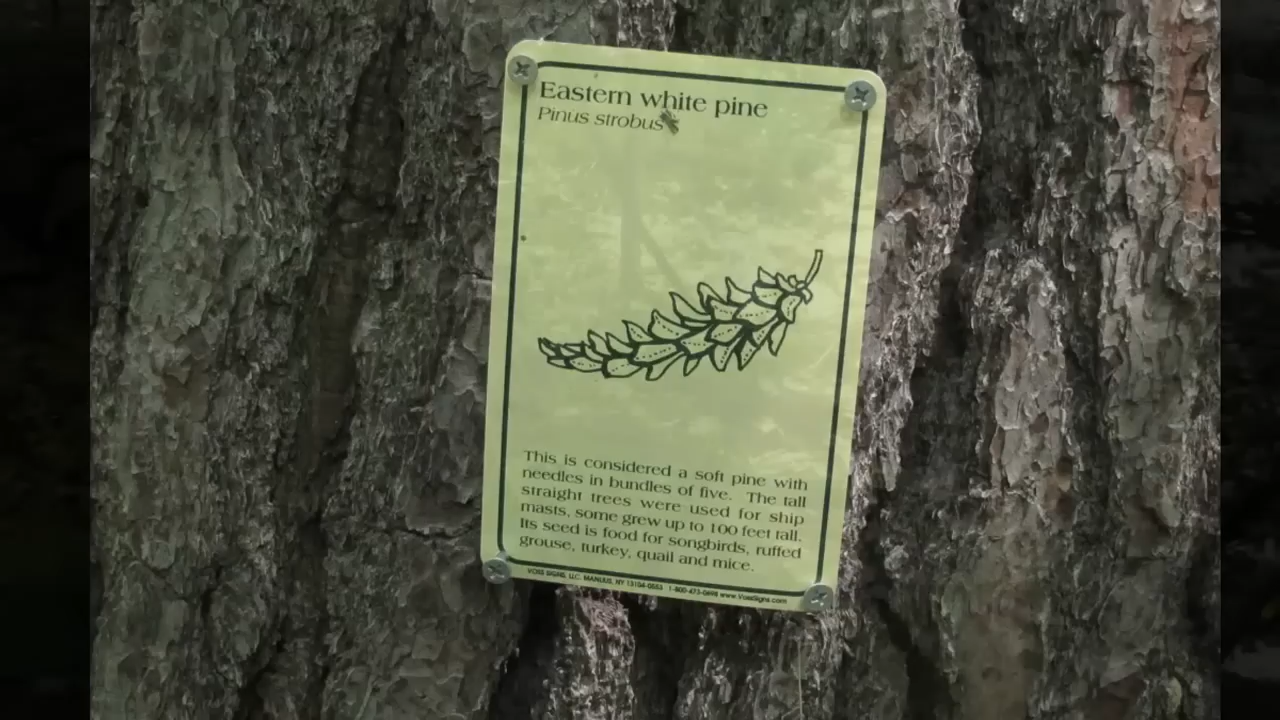 Eastern white pine
Pinus strobus
This is considered a soft pine with
needles in bundles of five. The tall
straight trees were used for ship
masts, some grew up to 100 feet tall.
Its seed is food for songbirds, ruffed
grouse, turkey, quail and mice.
VOSS SIGNS, LLC. MANLIUS, NY 13104-0553 1-800-473-0698 www.VossSigns.com